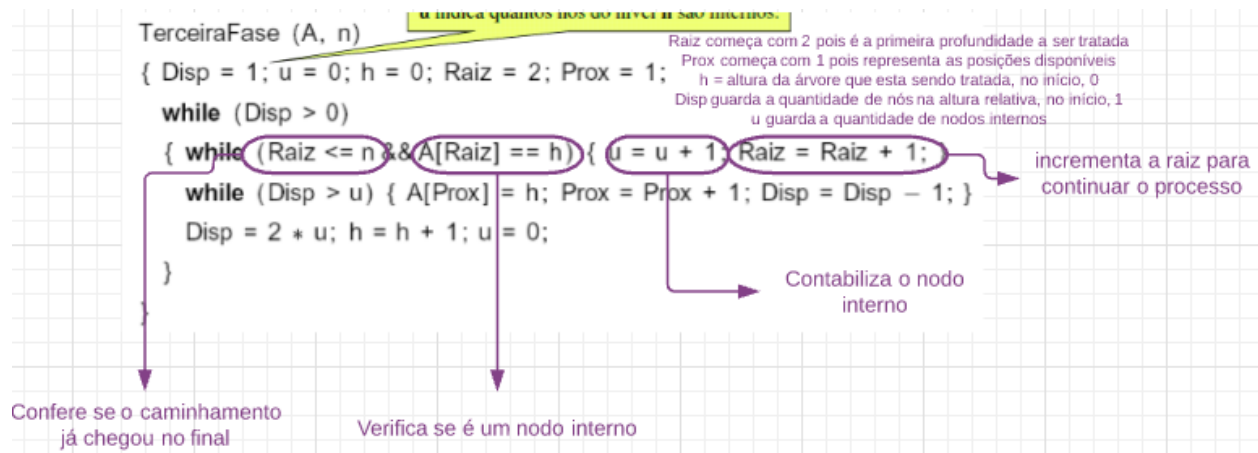 u indica quantos nós do nível n são internos.
TerceiraFase (A, n)
Raiz começa com 2 pois é a primeira profundidade a ser tratada
Prox começa com 1 pois representa as posições disponíveis
h = altura da árvore que esta sendo tratada, no início, 0
Disp guarda a quantidade de nós na altura relativa, no início, 1
u guarda a quantidade de nodos internos
{ Disp = 1; u = 0; h = 0; Raiz = 2; Prox = 1;
while (Disp > 0)
{ while (Raiz <= n && A[Raiz] == h) { u = u + 1; Raiz = Raiz + 1; }
incrementa a raiz para
continuar o processo
while (Disp > u) { A[Prox] = h; Prox = Prox + 1; Disp = Disp – 1; }
Disp = 2 * u; h = h + 1; u = 0;
}
}
Contabiliza o nodo
interno
Confere se o caminhamento
já chegou no final
Verifica se é um nodo interno